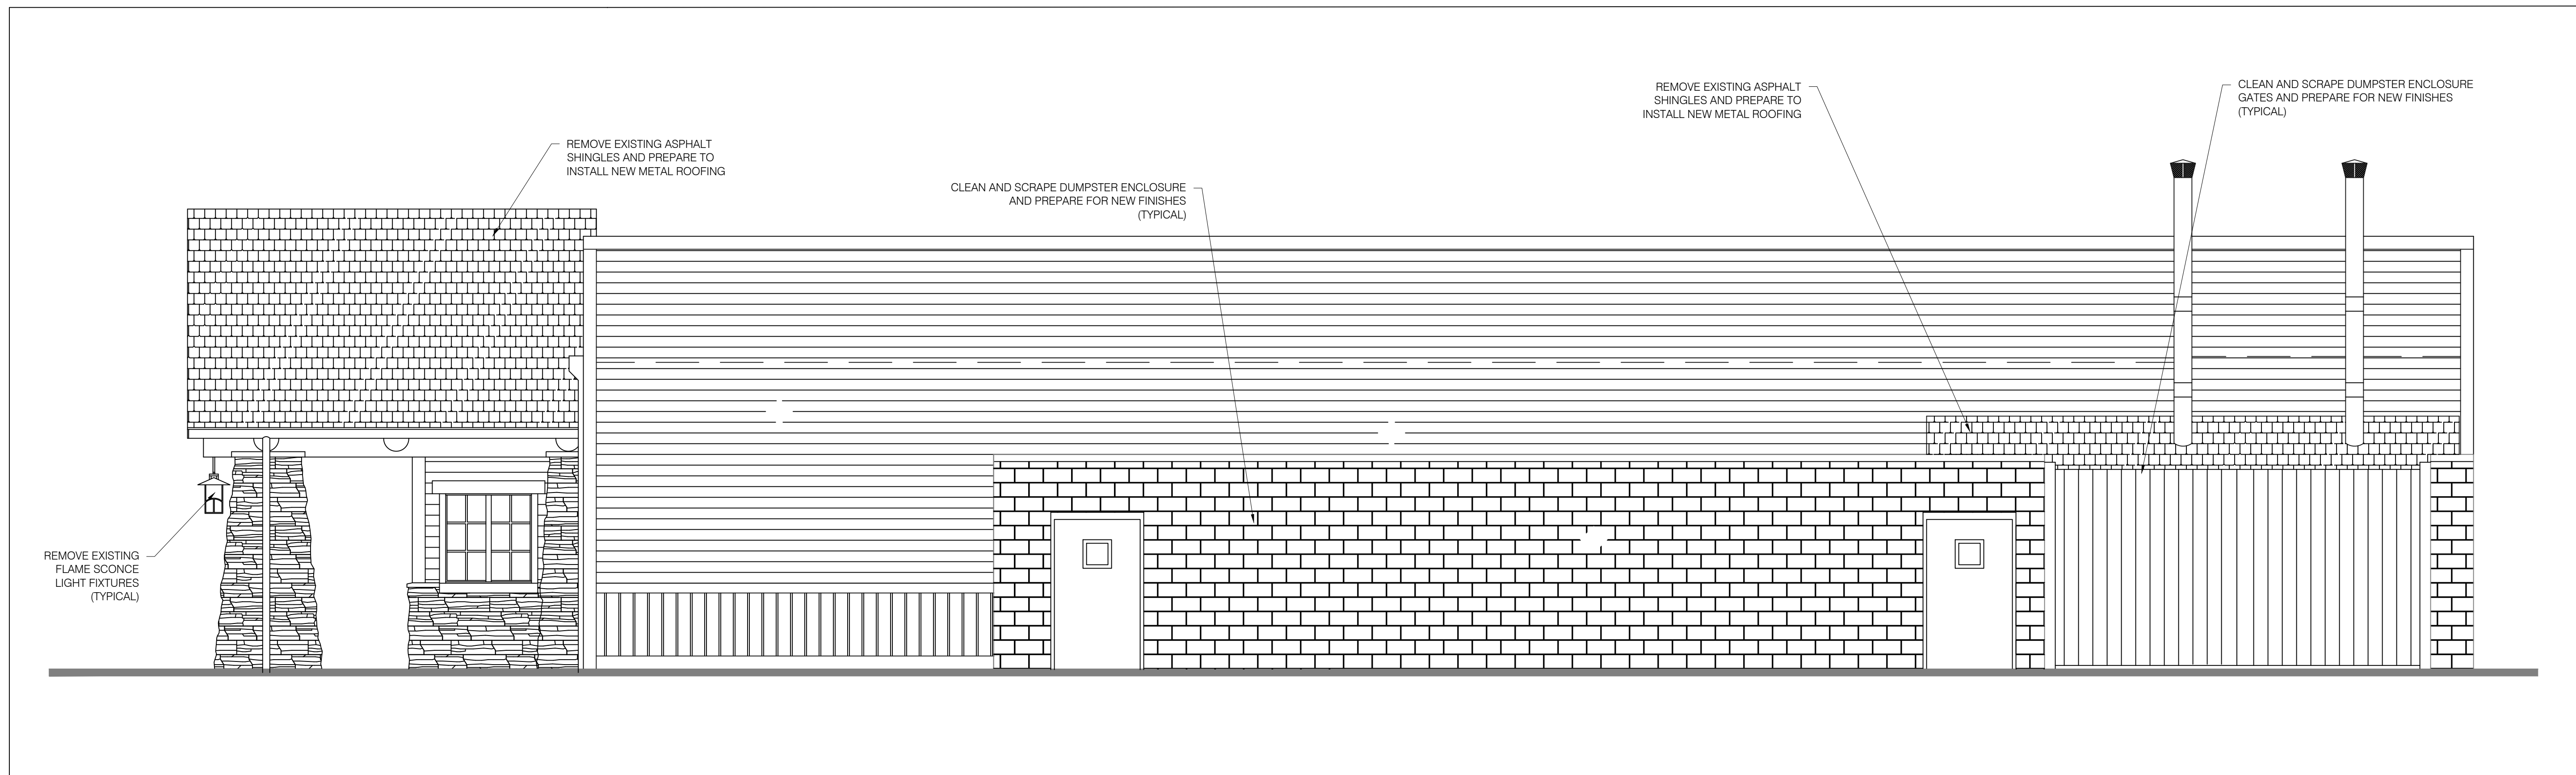 REMOVE EXISTING ASPHALT
SHINGLES AND PREPARE TO
INSTALL NEW METAL ROOFING
CLEAN AND SCRAPE DUMPSTER ENCLOSURE
AND PREPARE FOR NEW FINISHES
(TYPICAL)
REMOVE EXISTING ASPHALT
SHINGLES AND PREPARE TO
INSTALL NEW METAL ROOFING
CLEAN AND SCRAPE DUMPSTER ENCLOSURE
GATES AND PREPARE FOR NEW FINISHES
(TYPICAL)
REMOVE EXISTING
FLAME SCONCE
LIGHT FIXTURES
(TYPICAL)